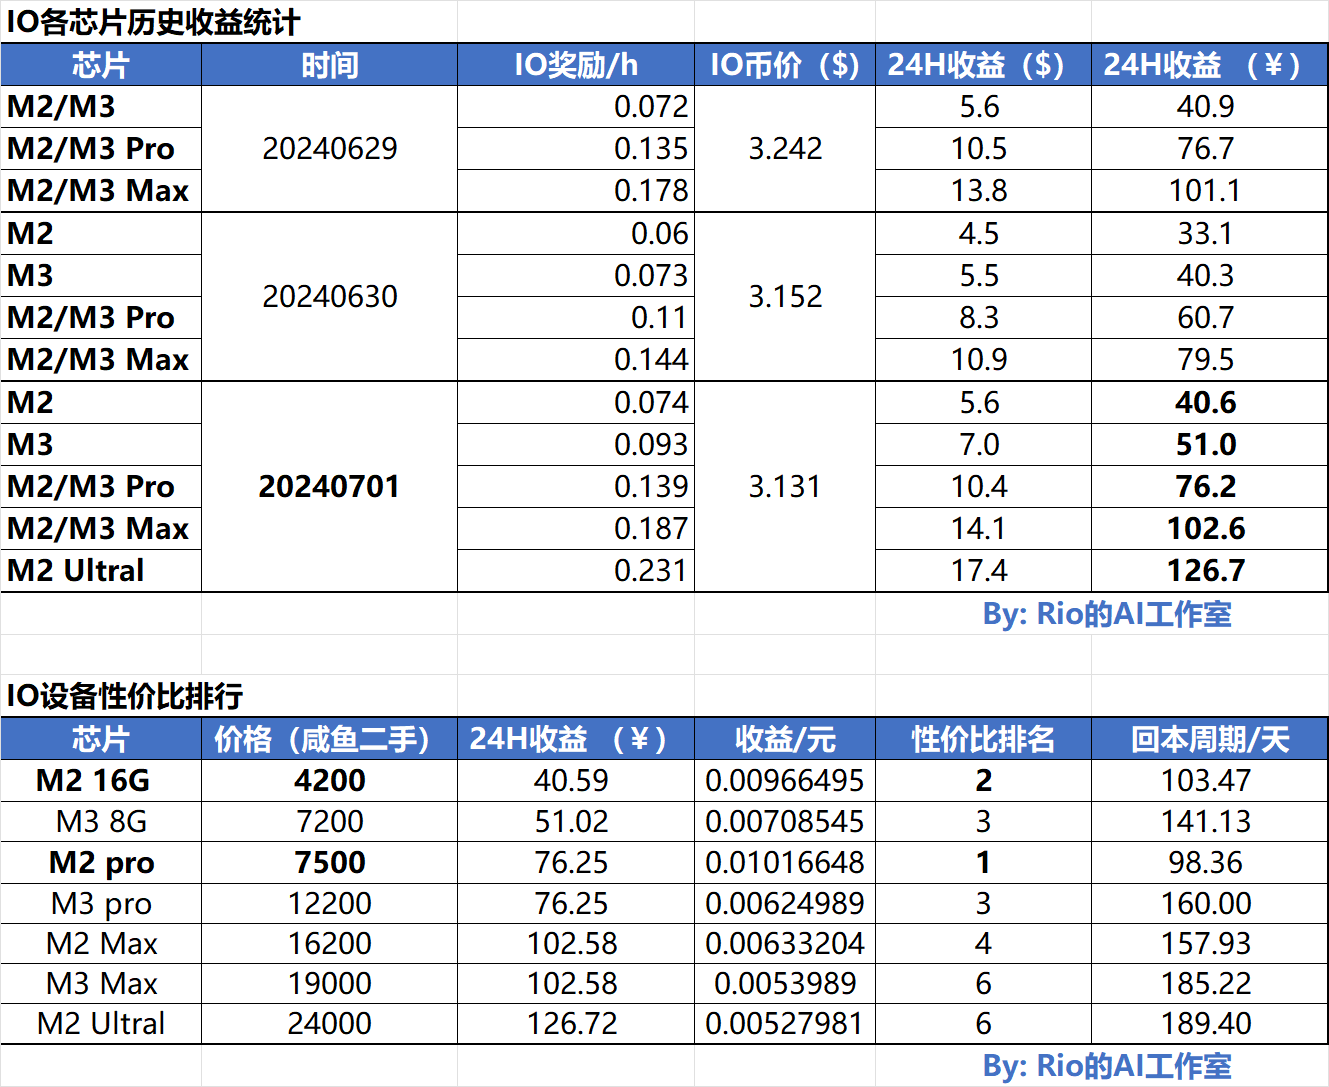 IO各芯片历史收益统计
芯片 时间 IO奖励/h IO币价（$） 24H收益（$） 24H收益 （¥）
M2/M3 20240629 0.072 3.242 5.6 40.9
M2/M3 Pro 0.135 10.5 76.7
M2/M3 Max 0.178 13.8 101.1
M2 20240630 0.06 3.152 4.5 33.1
M3 0.073 5.5 40.3
M2/M3 Pro 0.11 8.3 60.7
M2/M3 Max 0.144 10.9 79.5
M2 20240701 0.074 3.131 5.6 40.6
M3 0.093 7.0 51.0
M2/M3 Pro 0.139 10.4 76.2
M2/M3 Max 0.187 14.1 102.6
M2 Ultral 0.231 17.4 126.7
By: Rio的AI工作室
IO设备性价比排行
芯片 价格（咸鱼二手） 24H收益 （¥） 收益/元 性价比排名 回本周期/天
M2 16G 4200 40.59 0.00966495 2 103.47
M3 8G 7200 51.02 0.00708545 3 141.13
M2 pro 7500 76.25 0.01016648 1 98.36
M3 pro 12200 76.25 0.00624989 3 160.00
M2 Max 16200 102.58 0.00633204 4 157.93
M3 Max 19000 102.58 0.0053989 6 185.22
M2 Ultral 24000 126.72 0.00527981 6 189.40
By: Rio的AI工作室